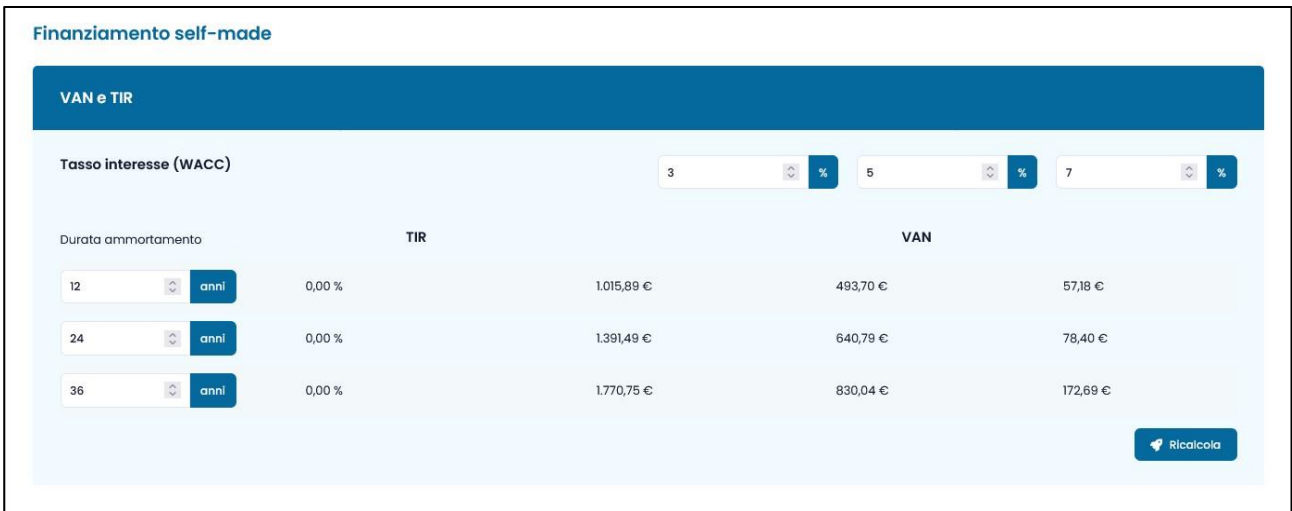 Finanziamento self-made
VAN e TIR
Tasso interesse (WACC) 3 % 5 % 7 %
Durata ammortamento TIR VAN
12 anni 0,00 % 1.015,89 € 493,70 € 57,18 €
24 anni 0,00 % 1.391,49 € 640,79 € 78,40 €
36 anni 0,00 % 1.770,75 € 830,04 € 172,69 €
Ricalcola